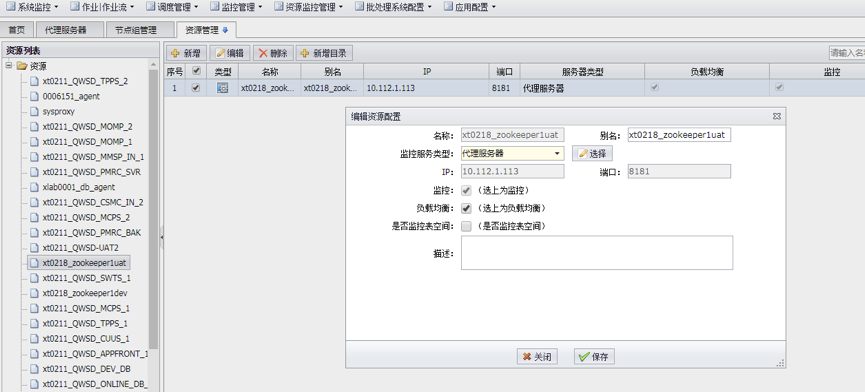 系统监控 作业|作业流 调度管理 监控管理 资源监控管理 批处理系统配置 应用配置
首页 代理服务器 节点组管理 资源管理
资源列表
新增 编辑 删除 新增目录 请输入名
资源
序号 类型 名称 别名 IP 端口 服务器类型 负载均衡 监控
1 xt0218_zook... xt0218_zook... 10.112.1.113 8181 代理服务器
xt0211_QWSD_TPPS_2
0006151_agent
sysproxy
xt0211_QWSD_MOMP_2
xt0211_QWSD_MOMP_1
xt0211_QWSD_MMSP_IN_1
xt0211_QWSD_PMRC_SVR
xlab0001_db_agent
xt0211_QWSD_CSMC_IN_2
xt0211_QWSD_MCPS_2
xt0211_QWSD_PMRC_BAK
xt0211_QWSD-UAT2
xt0218_zookeeper1uat
xt0211_QWSD_SWTS_1
xt0218_zookeeper1dev
xt0211_QWSD_MCPS_1
xt0211_QWSD_TPPS_1
xt0211_QWSD_CUUS_1
xt0211_QWSD_APPFRONT_1
xt0211_QWSD_DEV_DB
xt0211_QWSD_ONLINE_DB_
编辑资源配置
名称: xt0218_zookeeper1uat 别名: xt0218_zookeeper1uat
监控服务类型: 代理服务器 选择
IP: 10.112.1.113 端口: 8181
监控: (选上为监控)
负载均衡: (选上为负载均衡)
是否监控表空间: (是否监控表空间)
描述:
关闭 保存